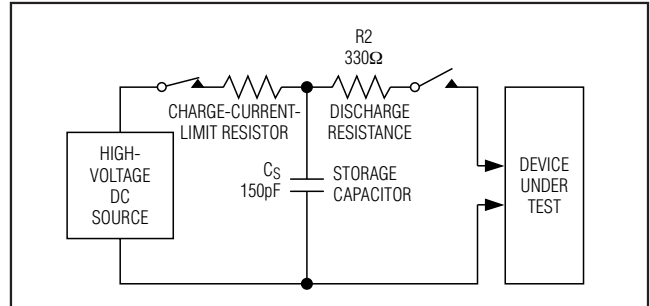 R2
330Ω
CHARGE-CURRENT-
LIMIT RESISTOR
DISCHARGE
RESISTANCE
HIGH-
VOLTAGE
DC
SOURCE
CS
150pF
STORAGE
CAPACITOR
DEVICE
UNDER
TEST